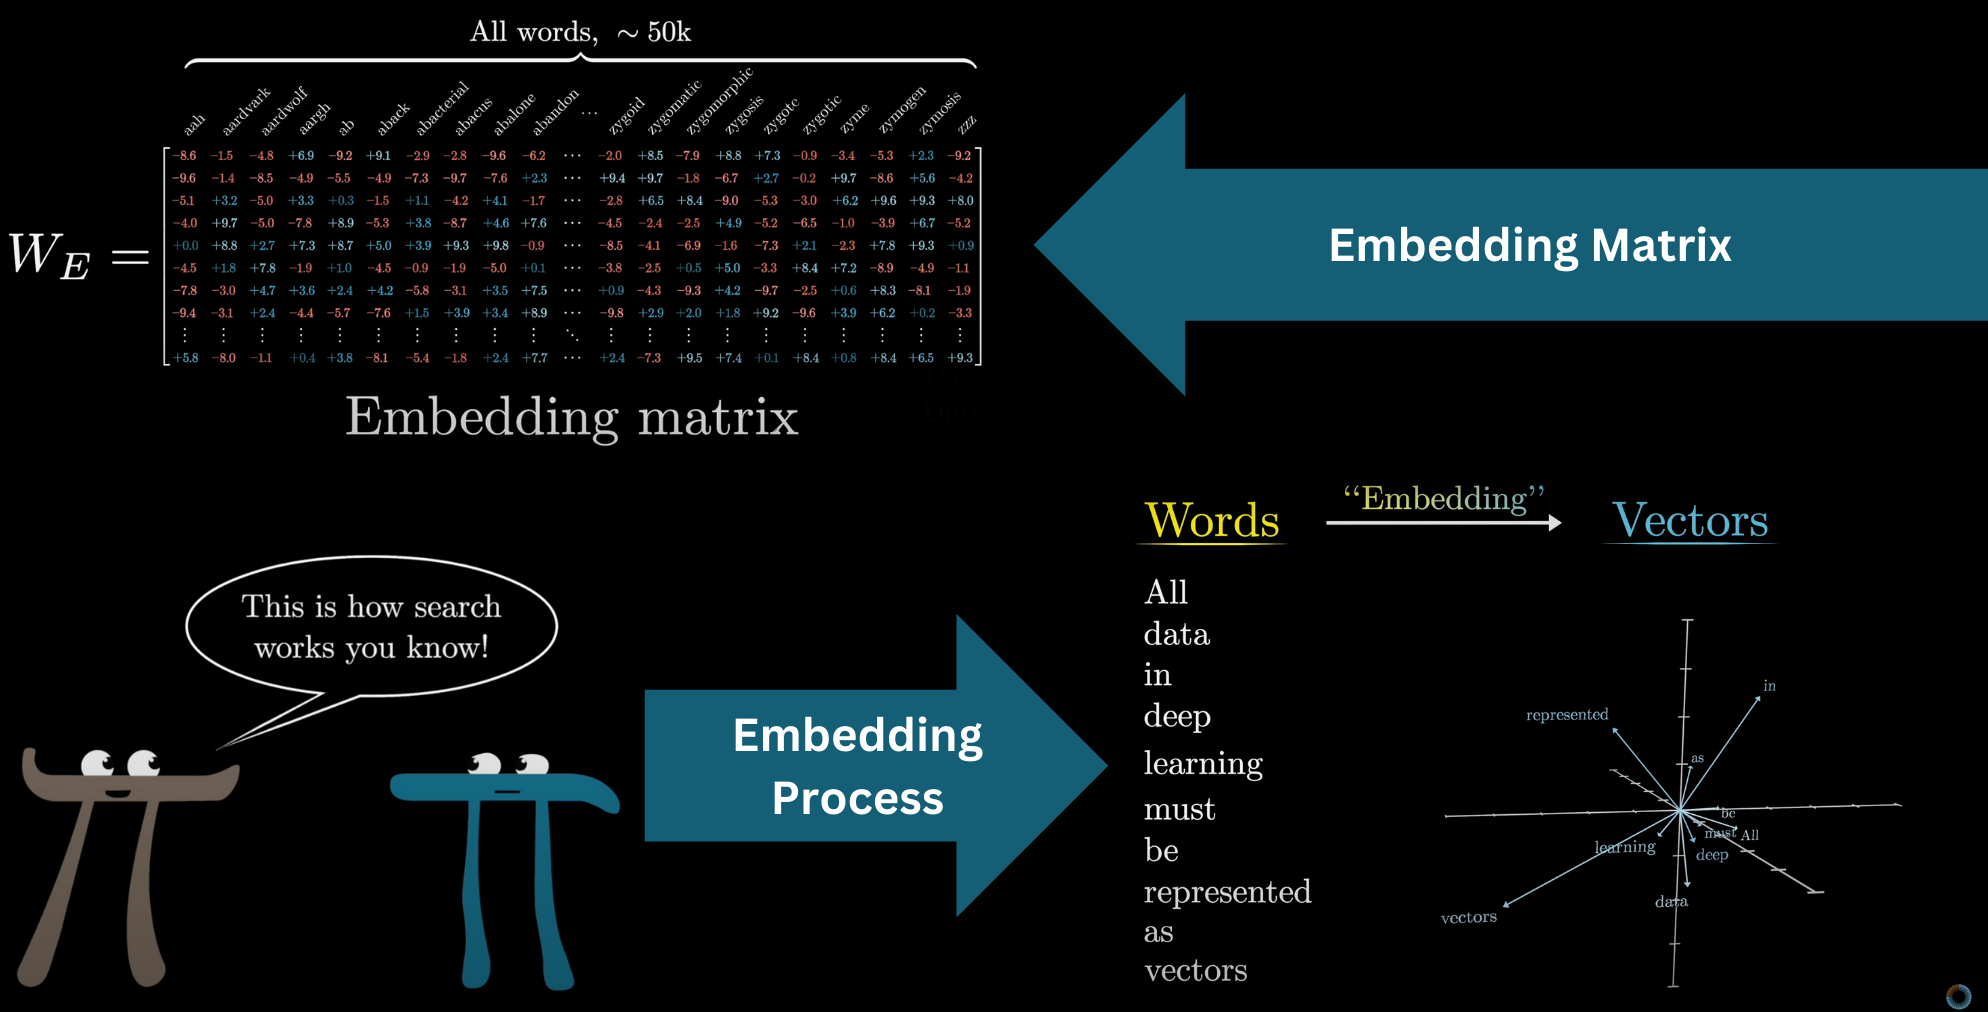 All words, ∼ 50k
aah aardvark aardwolf aargh ab aback abacterial abacus abalone abandon ... zygoid zygomatic zygomorphic zygosis zygote zygotic zyme zymogen zymosis zzz
−8.6 −1.5 −4.8 +6.9 −9.2 +9.1 −2.9 −2.8 −9.6 −6.2 ⋯ −2.0 +8.5 −7.9 +8.8 +7.3 −0.9 −3.4 −5.3 +2.3 −9.2
−9.6 −1.4 −8.5 −4.9 −5.5 −4.9 −7.3 −9.7 −7.6 +2.3 ⋯ +9.4 +9.7 −1.8 −6.7 +2.7 −0.2 +9.7 −8.6 +5.6 −4.2
−5.1 +3.2 −5.0 +3.3 +0.3 −1.5 +1.1 −4.2 +4.1 −1.7 ⋯ −2.8 +6.5 +8.4 −9.0 −5.3 −3.0 +6.2 +9.6 +9.3 +8.0
−4.0 +9.7 −5.0 −7.8 +8.9 −5.3 +3.8 −8.7 +4.6 +7.6 ⋯ −4.5 −2.4 −2.5 +4.9 −5.2 −6.5 −1.0 −3.9 +6.7 −5.2
W_E = +0.0 +8.8 +2.7 +7.3 +8.7 +5.0 +3.9 +9.3 +9.8 −0.9 ⋯ −8.5 −4.1 −6.9 −1.6 −7.3 +2.1 −2.3 +7.8 +9.3 +0.9
−4.5 +1.8 +7.8 −1.9 +1.0 −4.5 −0.9 −1.9 −5.0 +0.1 ⋯ −3.8 −2.5 +0.5 +5.0 −3.3 +8.4 +7.2 −8.9 −4.9 −1.1
−7.8 −3.0 +4.7 +3.6 +2.4 +4.2 −5.8 −3.1 +3.5 +7.5 ⋯ +0.9 −4.3 −9.3 +4.2 −9.7 −2.5 +0.6 +8.3 −8.1 −1.9
−9.4 −3.1 +2.4 −4.4 −5.7 −7.6 +1.5 +3.9 +3.4 +8.9 ⋯ −9.8 +2.9 +2.0 +1.8 +9.2 −9.6 +3.9 +6.2 +0.2 −3.3
⋮ ⋮ ⋮ ⋮ ⋮ ⋮ ⋮ ⋮ ⋮ ⋮ ⋱ ⋮ ⋮ ⋮ ⋮ ⋮ ⋮ ⋮ ⋮ ⋮ ⋮
+5.8 −8.0 −1.1 +0.4 +3.8 −8.1 −5.4 −1.8 +2.4 +7.7 ⋯ +2.4 −7.3 +9.5 +7.4 +0.1 +8.4 +0.8 +8.4 +6.5 +9.3
Embedding matrix
Embedding Matrix
This is how search
works you know!
Embedding
Process
Words
“Embedding”
Vectors
All
data
in
deep
learning
must
be
represented
as
vectors
in
represented
as
be
must
All
learning
deep
data
vectors